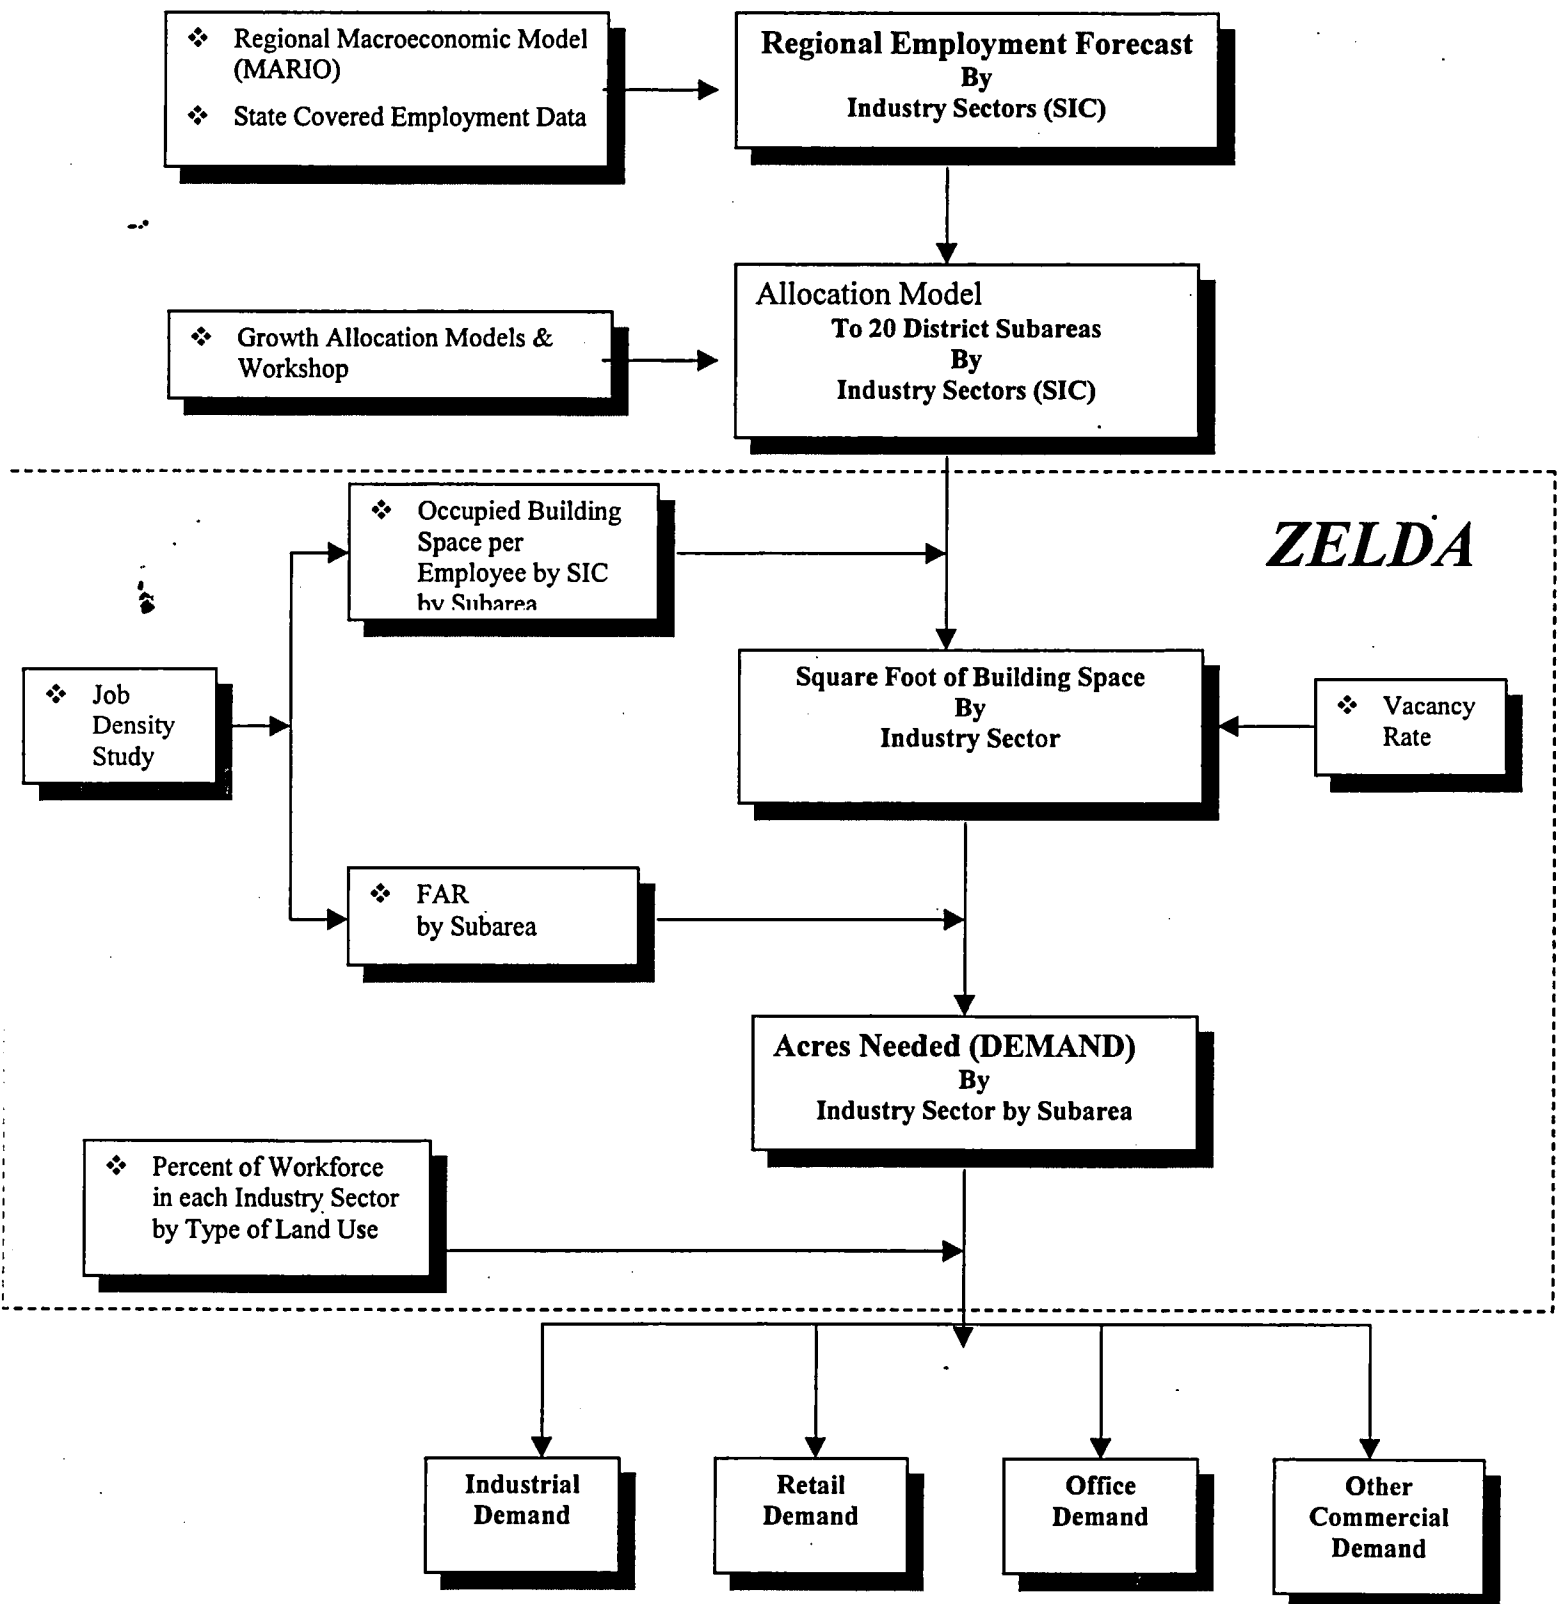 ❖ Regional Macroeconomic Model
(MARIO)
❖ State Covered Employment Data
Regional Employment Forecast
By
Industry Sectors (SIC)
❖ Growth Allocation Models &
Workshop
Allocation Model
To 20 District Subareas
By
Industry Sectors (SIC)
ZELDA
❖ Occupied Building
Space per
Employee by SIC
by Subarea
❖ Job
Density
Study
Square Foot of Building Space
By
Industry Sector
❖ Vacancy
Rate
❖ FAR
by Subarea
Acres Needed (DEMAND)
By
Industry Sector by Subarea
❖ Percent of Workforce
in each Industry Sector
by Type of Land Use
Industrial
Demand
Retail
Demand
Office
Demand
Other
Commercial
Demand